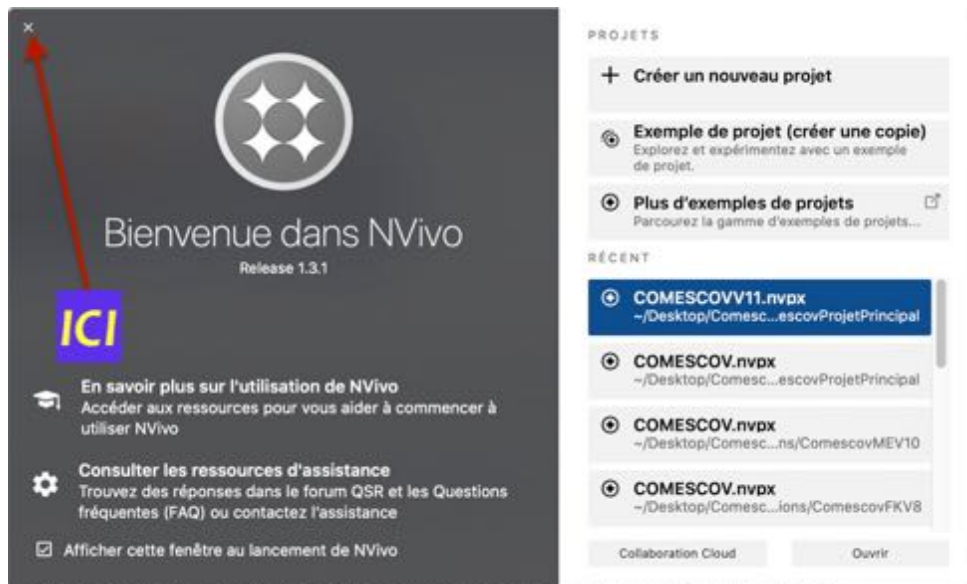 ×
Bienvenue dans NVivo
Release 1.3.1
ICI
En savoir plus sur l'utilisation de NVivo
Accéder aux ressources pour vous aider à commencer à
utiliser NVivo
Consulter les ressources d'assistance
Trouvez des réponses dans le forum QSR et les Questions
fréquentes (FAQ) ou contactez l'assistance
Afficher cette fenêtre au lancement de NVivo
PROJETS
+ Créer un nouveau projet
Exemple de projet (créer une copie)
Explorez et expérimentez avec un exemple
de projet.
Plus d'exemples de projets
Parcourez la gamme d'exemples de projets...
RÉCENT
COMESCOVV11.nvpx
~/Desktop/Comesc...escovProjetPrincipal
COMESCOV.nvpx
~/Desktop/Comesc...escovProjetPrincipal
COMESCOV.nvpx
~/Desktop/Comesc...ns/ComescovMEV10
COMESCOV.nvpx
~/Desktop/Comesc...ions/ComescovFKV8
Collaboration Cloud
Ouvrir